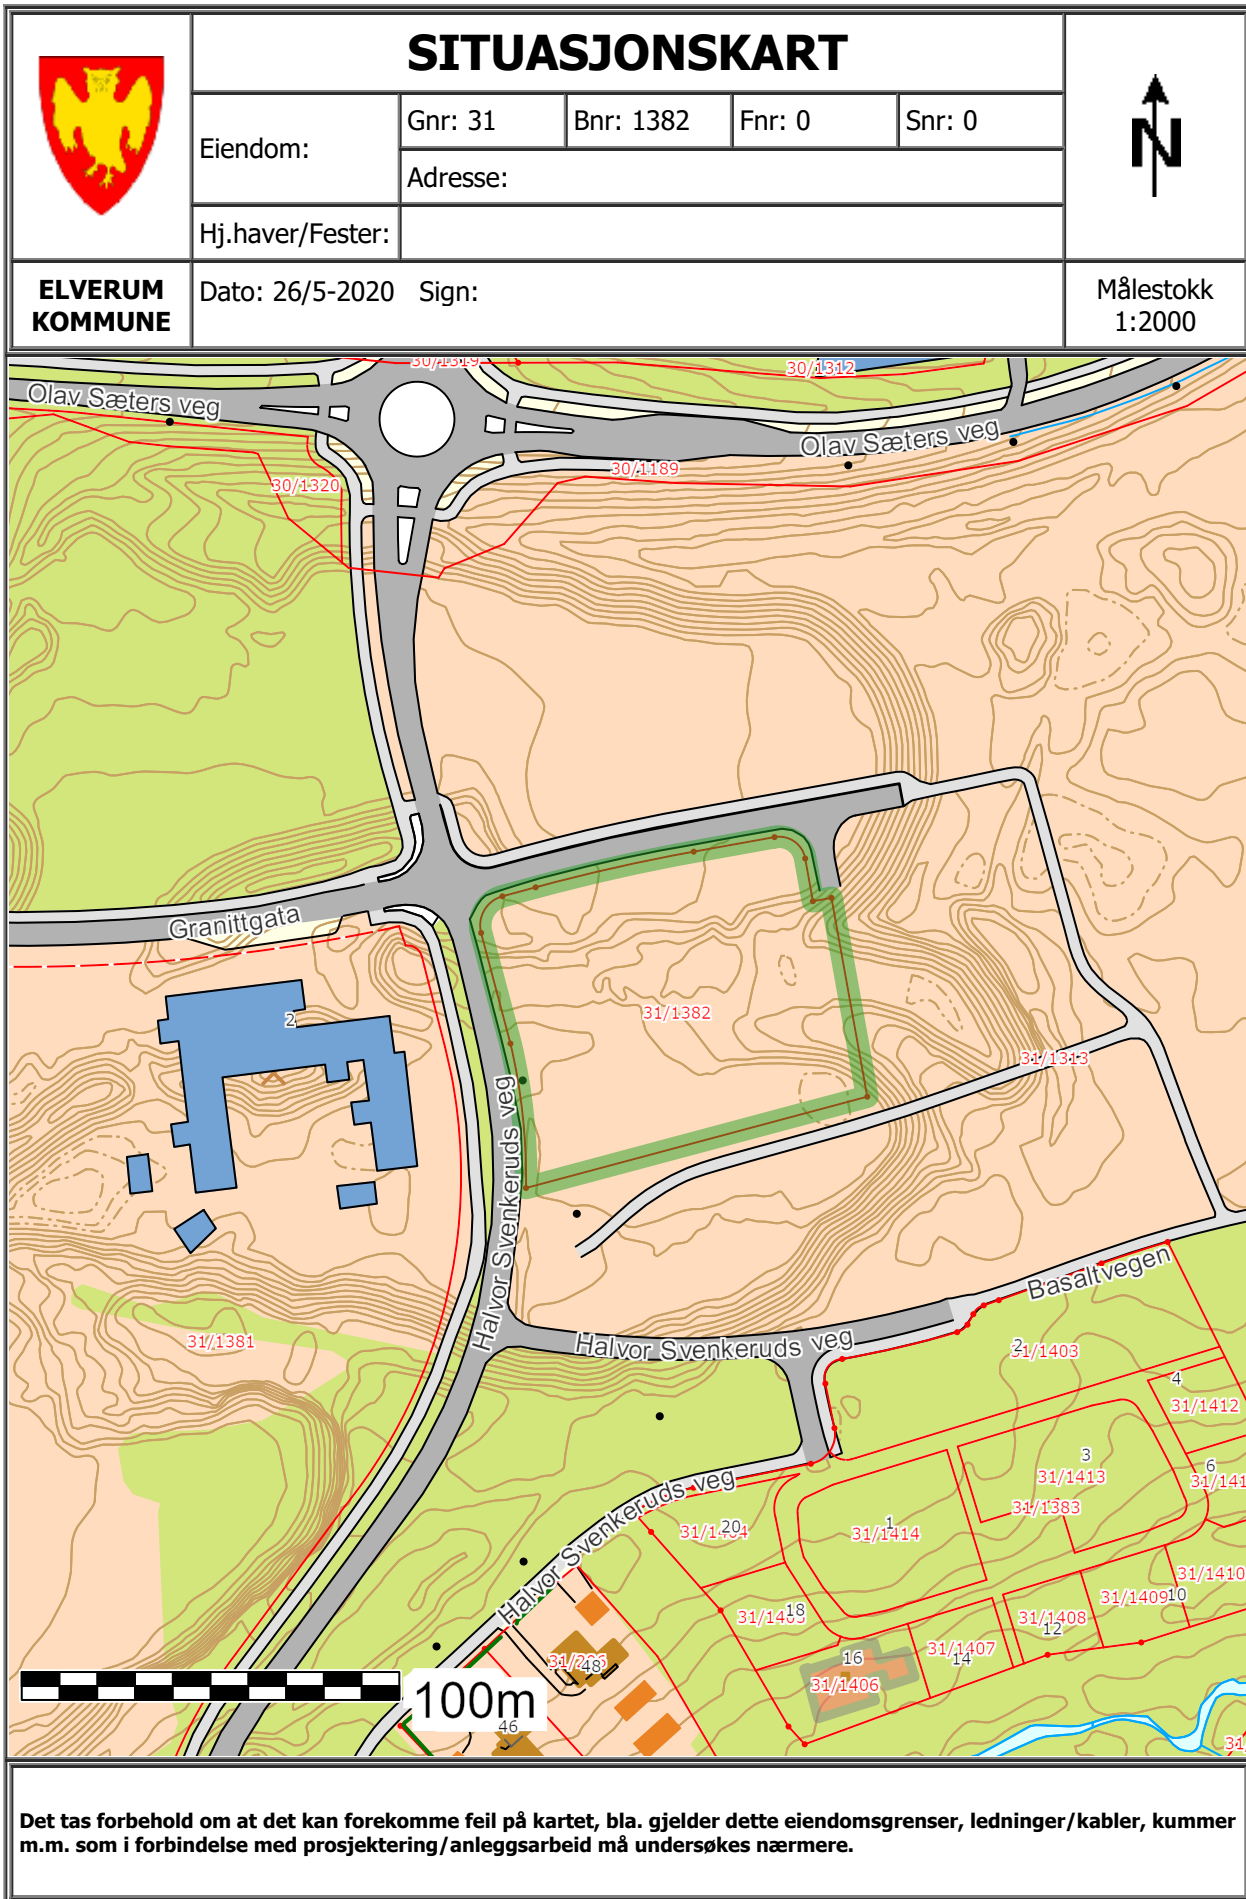 SITUASJONSKART
Eiendom:
Gnr: 31
Bnr: 1382
Fnr: 0
Snr: 0
Adresse:
Hj.haver/Fester:
N
ELVERUM
KOMMUNE
Dato: 26/5-2020 Sign:
Målestokk
1:2000
30/1319
30/1312
Olav Sæters veg
Olav Sæters veg
30/1189
30/1320
Granittgata
2
31/1382
31/1313
Halvor Svenkeruds veg
Basaltvegen
31/1381
Halvor Svenkeruds veg
2
31/1403
4
31/1412
3
31/1413
6
31/141
31/1383
Halvor Svenkeruds veg
20
1
31/1414
31/1410
31/1409
10
18
31/1408
12
31/1407
14
16
31/1406
48
100m
46
31/
Det tas forbehold om at det kan forekomme feil på kartet, bla. gjelder dette eiendomsgrenser, ledninger/kabler, kummer
m.m. som i forbindelse med prosjektering/anleggsarbeid må undersøkes nærmere.